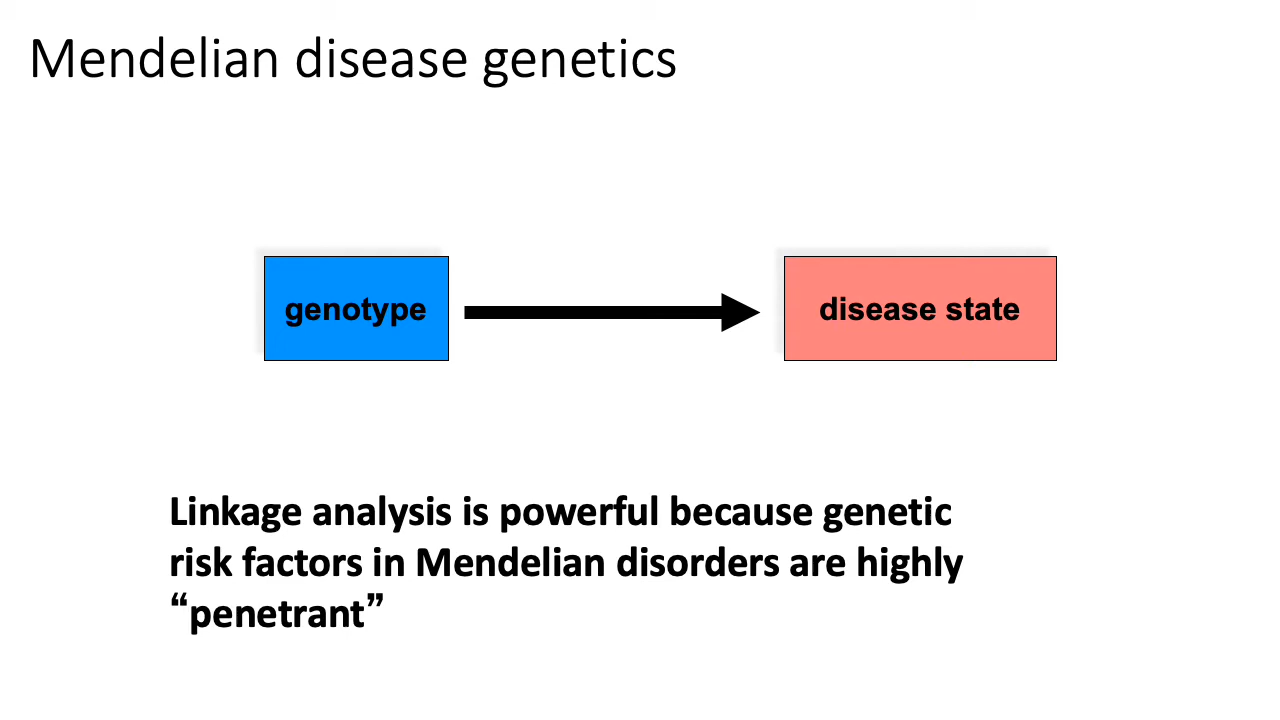 Mendelian disease genetics
genotype
disease state
Linkage analysis is powerful because genetic
risk factors in Mendelian disorders are highly
“penetrant”